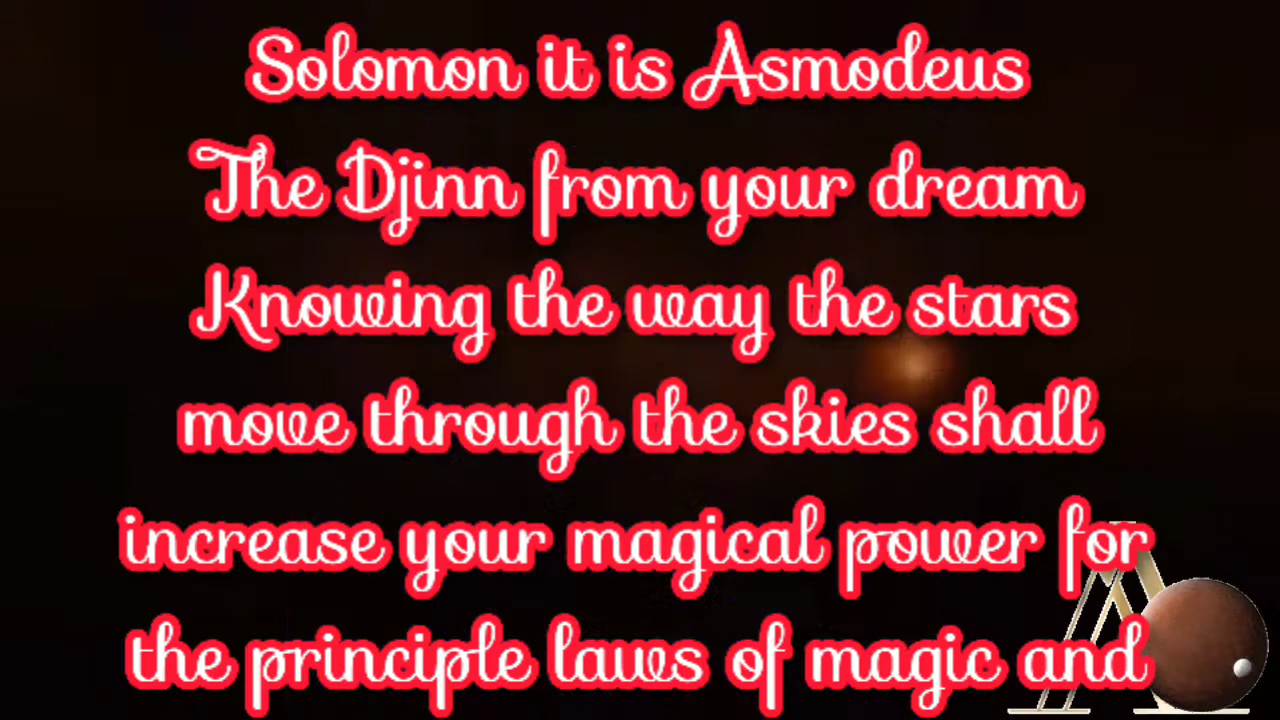 Solomon it is Asmodeus
The Djinn from your dream
Knowing the way the stars
move through the skies shall
increase your magical power for
the principle laws of magic and